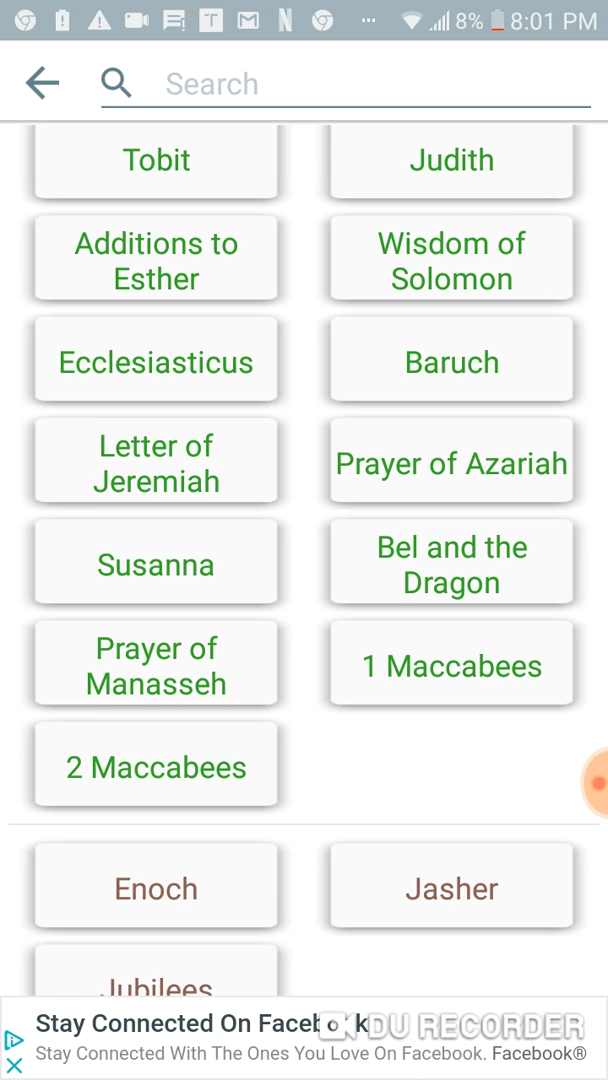 8% 8:01 PM
Search
Tobit
Judith
Additions to
Esther
Wisdom of
Solomon
Ecclesiasticus
Baruch
Letter of
Jeremiah
Prayer of Azariah
Susanna
Bel and the
Dragon
Prayer of
Manasseh
1 Maccabees
2 Maccabees
Enoch
Jasher
Jubilees
Stay Connected On Facebook
DU RECORDER
Stay Connected With The Ones You Love On Facebook. Facebook®